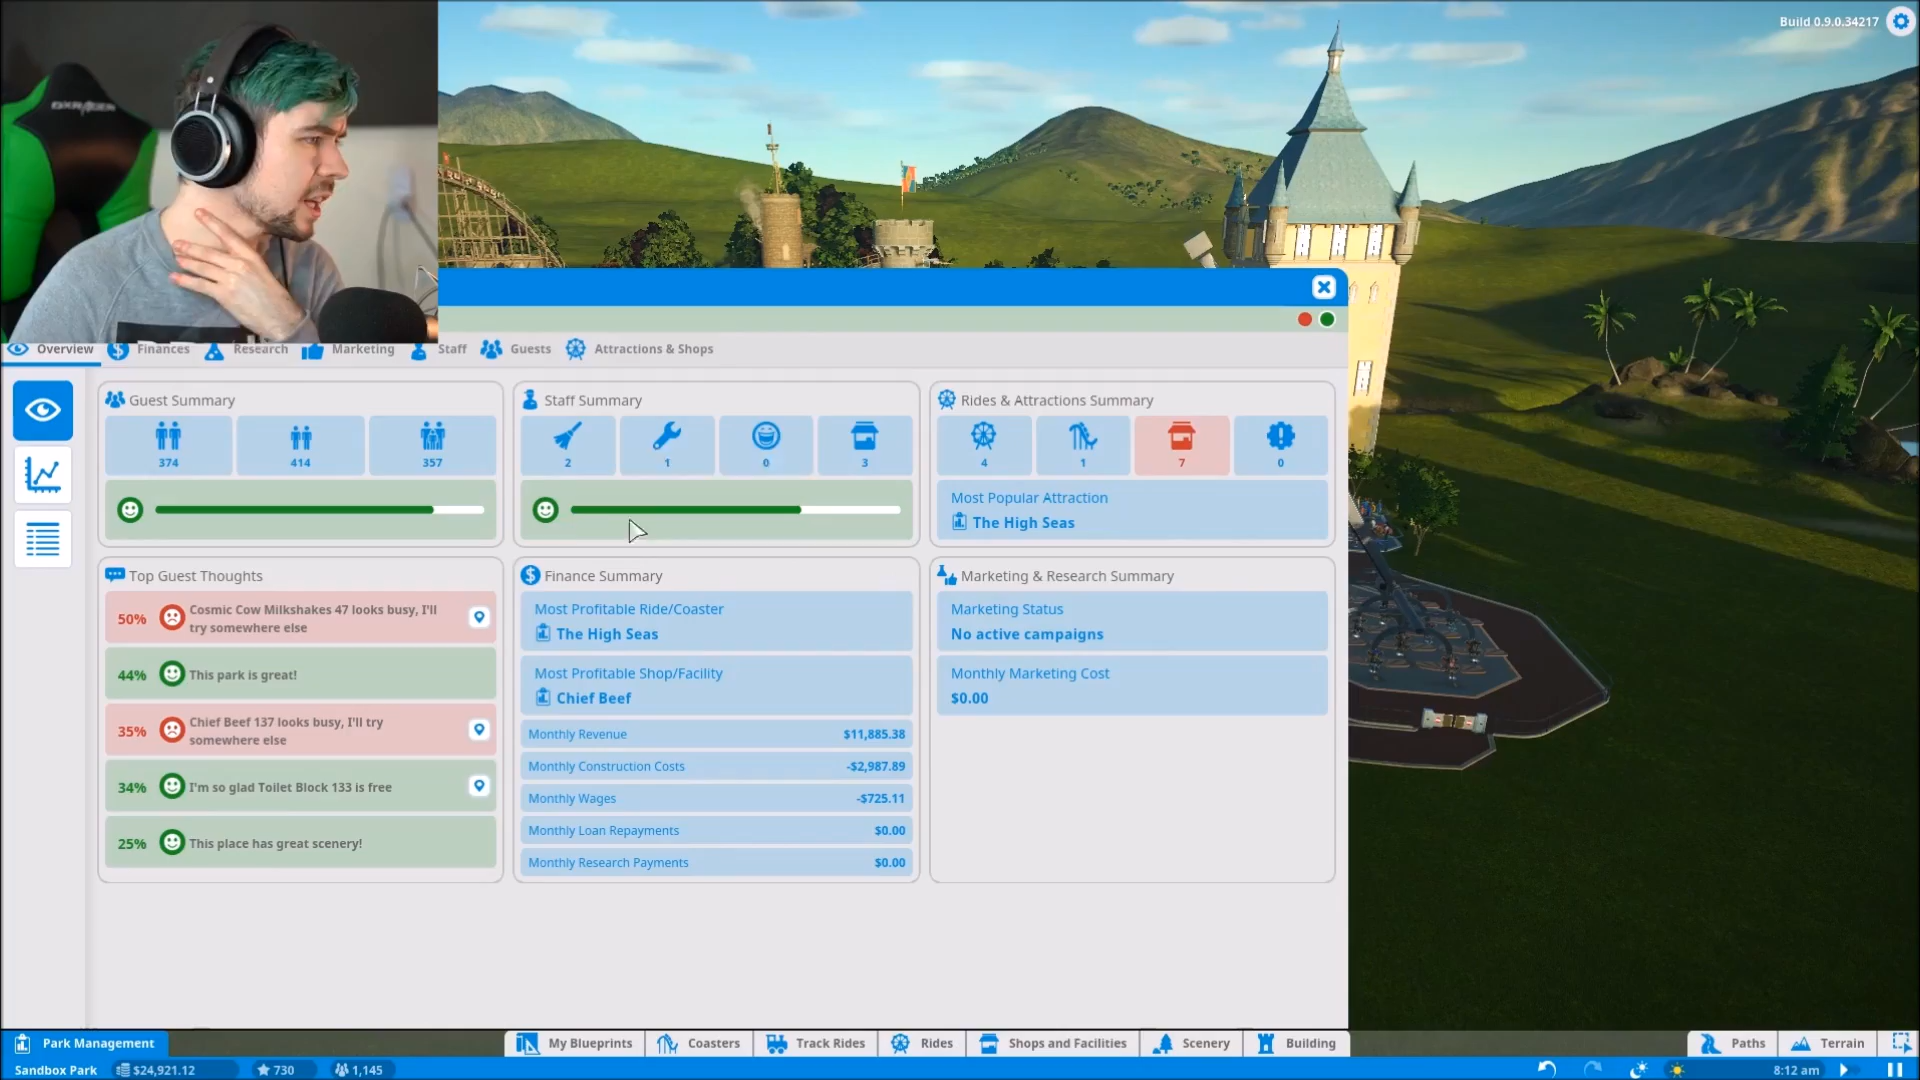 Build 0.9.0.34217
Overview
Finances
Research
Marketing
Staff
Guests
Attractions & Shops
Guest Summary
374
414
357
Staff Summary
2
1
0
3
Rides & Attractions Summary
4
1
7
0
Most Popular Attraction
The High Seas
Top Guest Thoughts
50%
Cosmic Cow Milkshakes 47 looks busy, I'll
try somewhere else
44%
This park is great!
35%
Chief Beef 137 looks busy, I'll try
somewhere else
34%
I'm so glad Toilet Block 133 is free
25%
This place has great scenery!
Finance Summary
Most Profitable Ride/Coaster
The High Seas
Most Profitable Shop/Facility
Chief Beef
Monthly Revenue $11,885.38
Monthly Construction Costs -$2,987.89
Monthly Wages -$725.11
Monthly Loan Repayments $0.00
Monthly Research Payments $0.00
Marketing & Research Summary
Marketing Status
No active campaigns
Monthly Marketing Cost
$0.00
Park Management
My Blueprints
Coasters
Track Rides
Rides
Shops and Facilities
Scenery
Building
Paths
Terrain
Sandbox Park
$24,921.12
730
1,145
8:12 am